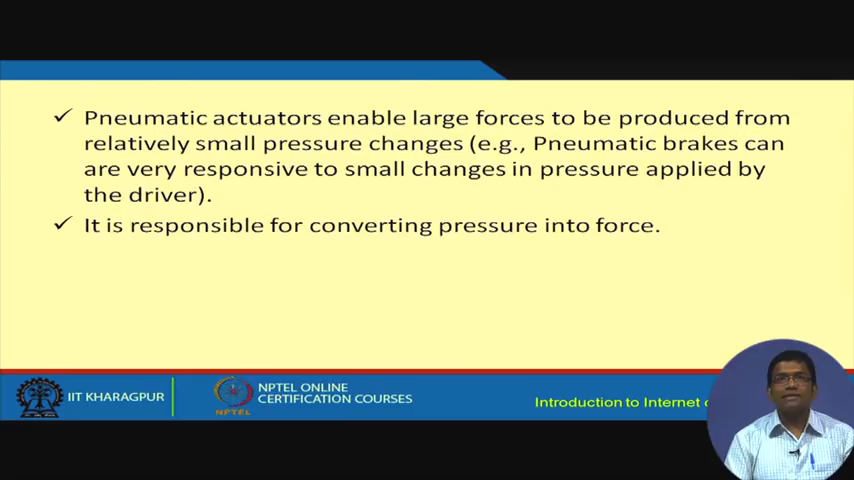 ✓ Pneumatic actuators enable large forces to be produced from
relatively small pressure changes (e.g., Pneumatic brakes can
are very responsive to small changes in pressure applied by
the driver).
✓ It is responsible for converting pressure into force.
IIT KHARAGPUR
NPTEL
NPTEL ONLINE
CERTIFICATION COURSES
Introduction to Internet